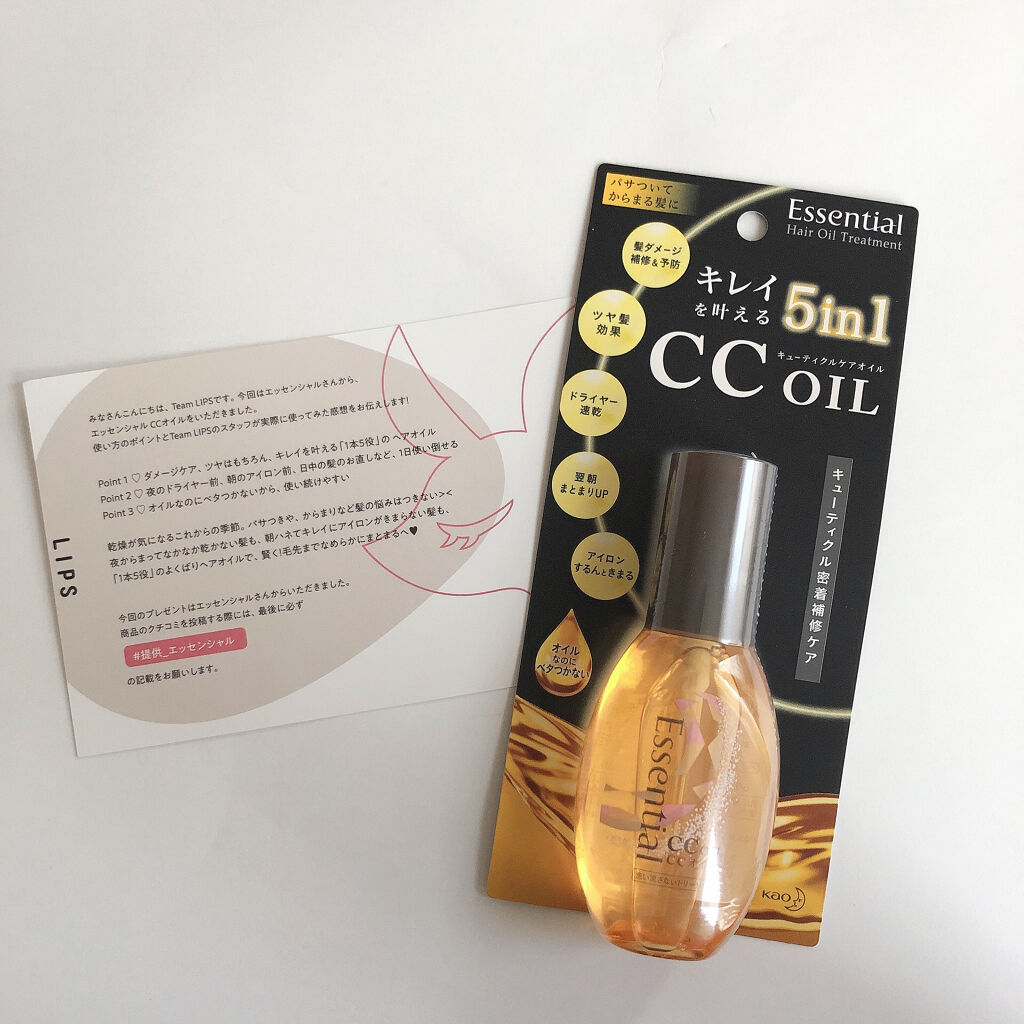 みなさんこんにちは、Team LIPSです。今回はエッセンシャルさんから、
エッセンシャル CCオイルをいただきました。
使い方のポイントとTeam LIPSのスタッフが実際に使ってみた感想をお伝えします!
Point 1 ♡ ダメージケア、ツヤはもちろん、キレイを叶える「1本5役」の ヘアオイル
Point 2 ♡ 夜のドライヤー前、朝のアイロン前、日中の髪のお直しなど、1日使い倒せる
Point 3 ♡ オイルなのにベタつかないから、使い続けやすい
乾燥が気になるこれからの季節。パサつきや、からまりなど髪の悩みはつきない><
夜からまってなかなか乾かない髪も、朝ハネてキレイにアイロンがきまらない髪も、
「1本5役」のよくばりヘアオイルで、賢く!毛先までなめらかにまとまるへ♥
今回のプレゼントはエッセンシャルさんからいただきました。
商品のクチコミを投稿する際には、最後に必ず
#提供_エッセンシャル
の記載をお願いします。
LIPS
パサついて
からまる髪に
Essential
Hair Oil Treatment
髪ダメージ
補修&予防
キレイ
を叶える
5in1
ツヤ髪
効果
キューティクルケアオイル
CC OIL
ドライヤー
速乾
翌朝
まとまりUP
アイロン
するんときまる
オイル
なのに
ベタつかない
キューティクル密着補修ケア
Essential
CC
kao